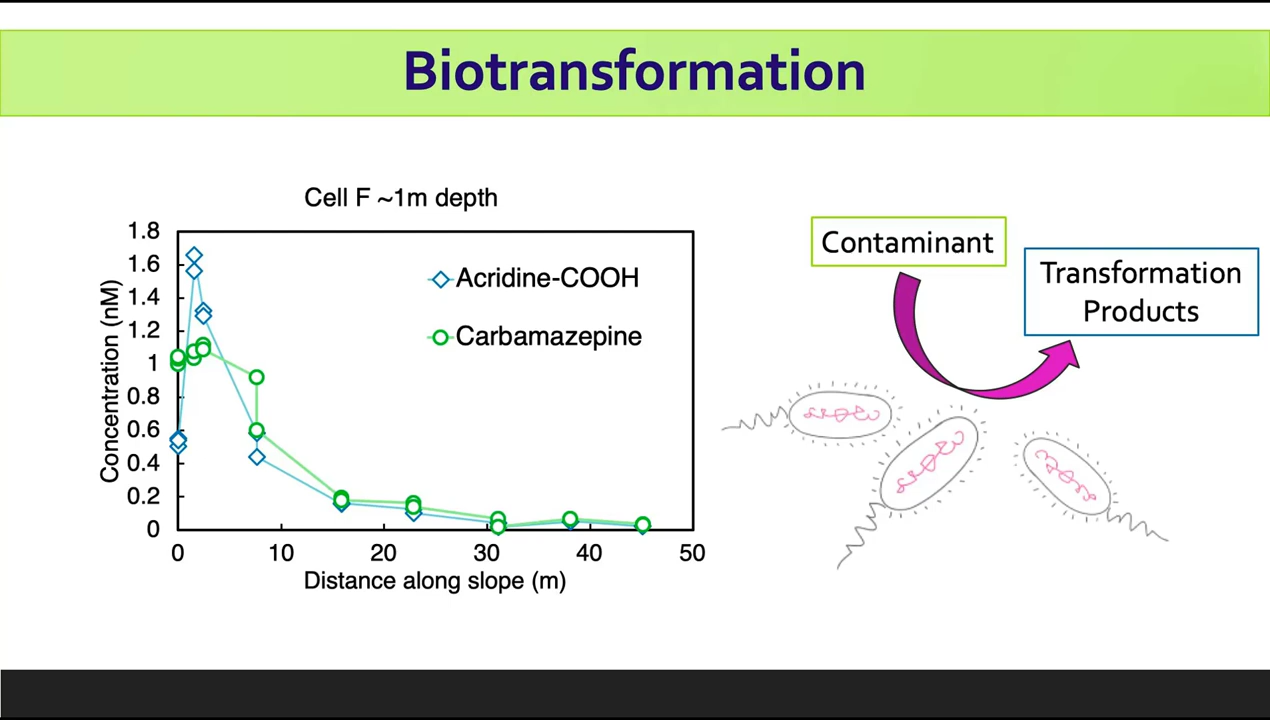 Biotransformation
Cell F ~1m depth
Concentration (nM)
1.8
1.6
1.4
1.2
1
0.8
0.6
0.4
0.2
0
0 10 20 30 40 50
Distance along slope (m)
Acridine-COOH
Carbamazepine
Contaminant
Transformation
Products